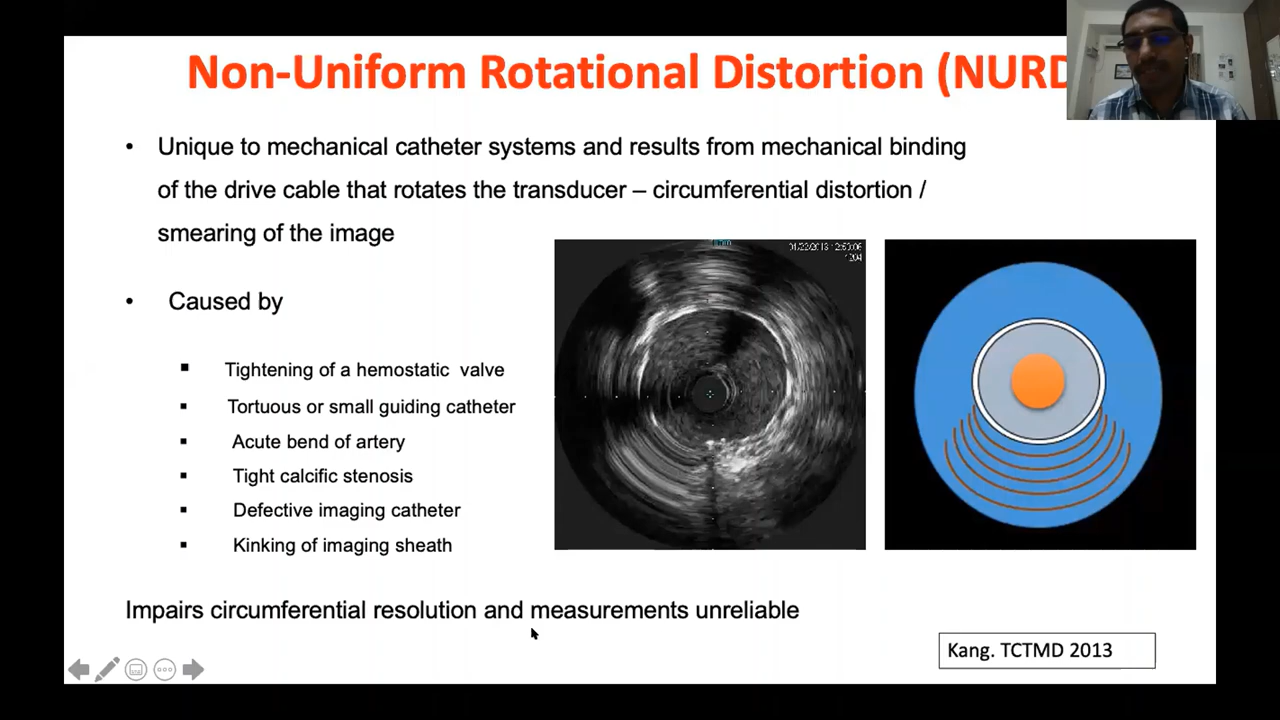 Non-Uniform Rotational Distortion (NURD
• Unique to mechanical catheter systems and results from mechanical binding
of the drive cable that rotates the transducer – circumferential distortion /
smearing of the image
• Caused by
▪ Tightening of a hemostatic valve
▪ Tortuous or small guiding catheter
▪ Acute bend of artery
▪ Tight calcific stenosis
▪ Defective imaging catheter
▪ Kinking of imaging sheath
Impairs circumferential resolution and measurements unreliable
Kang. TCTMD 2013